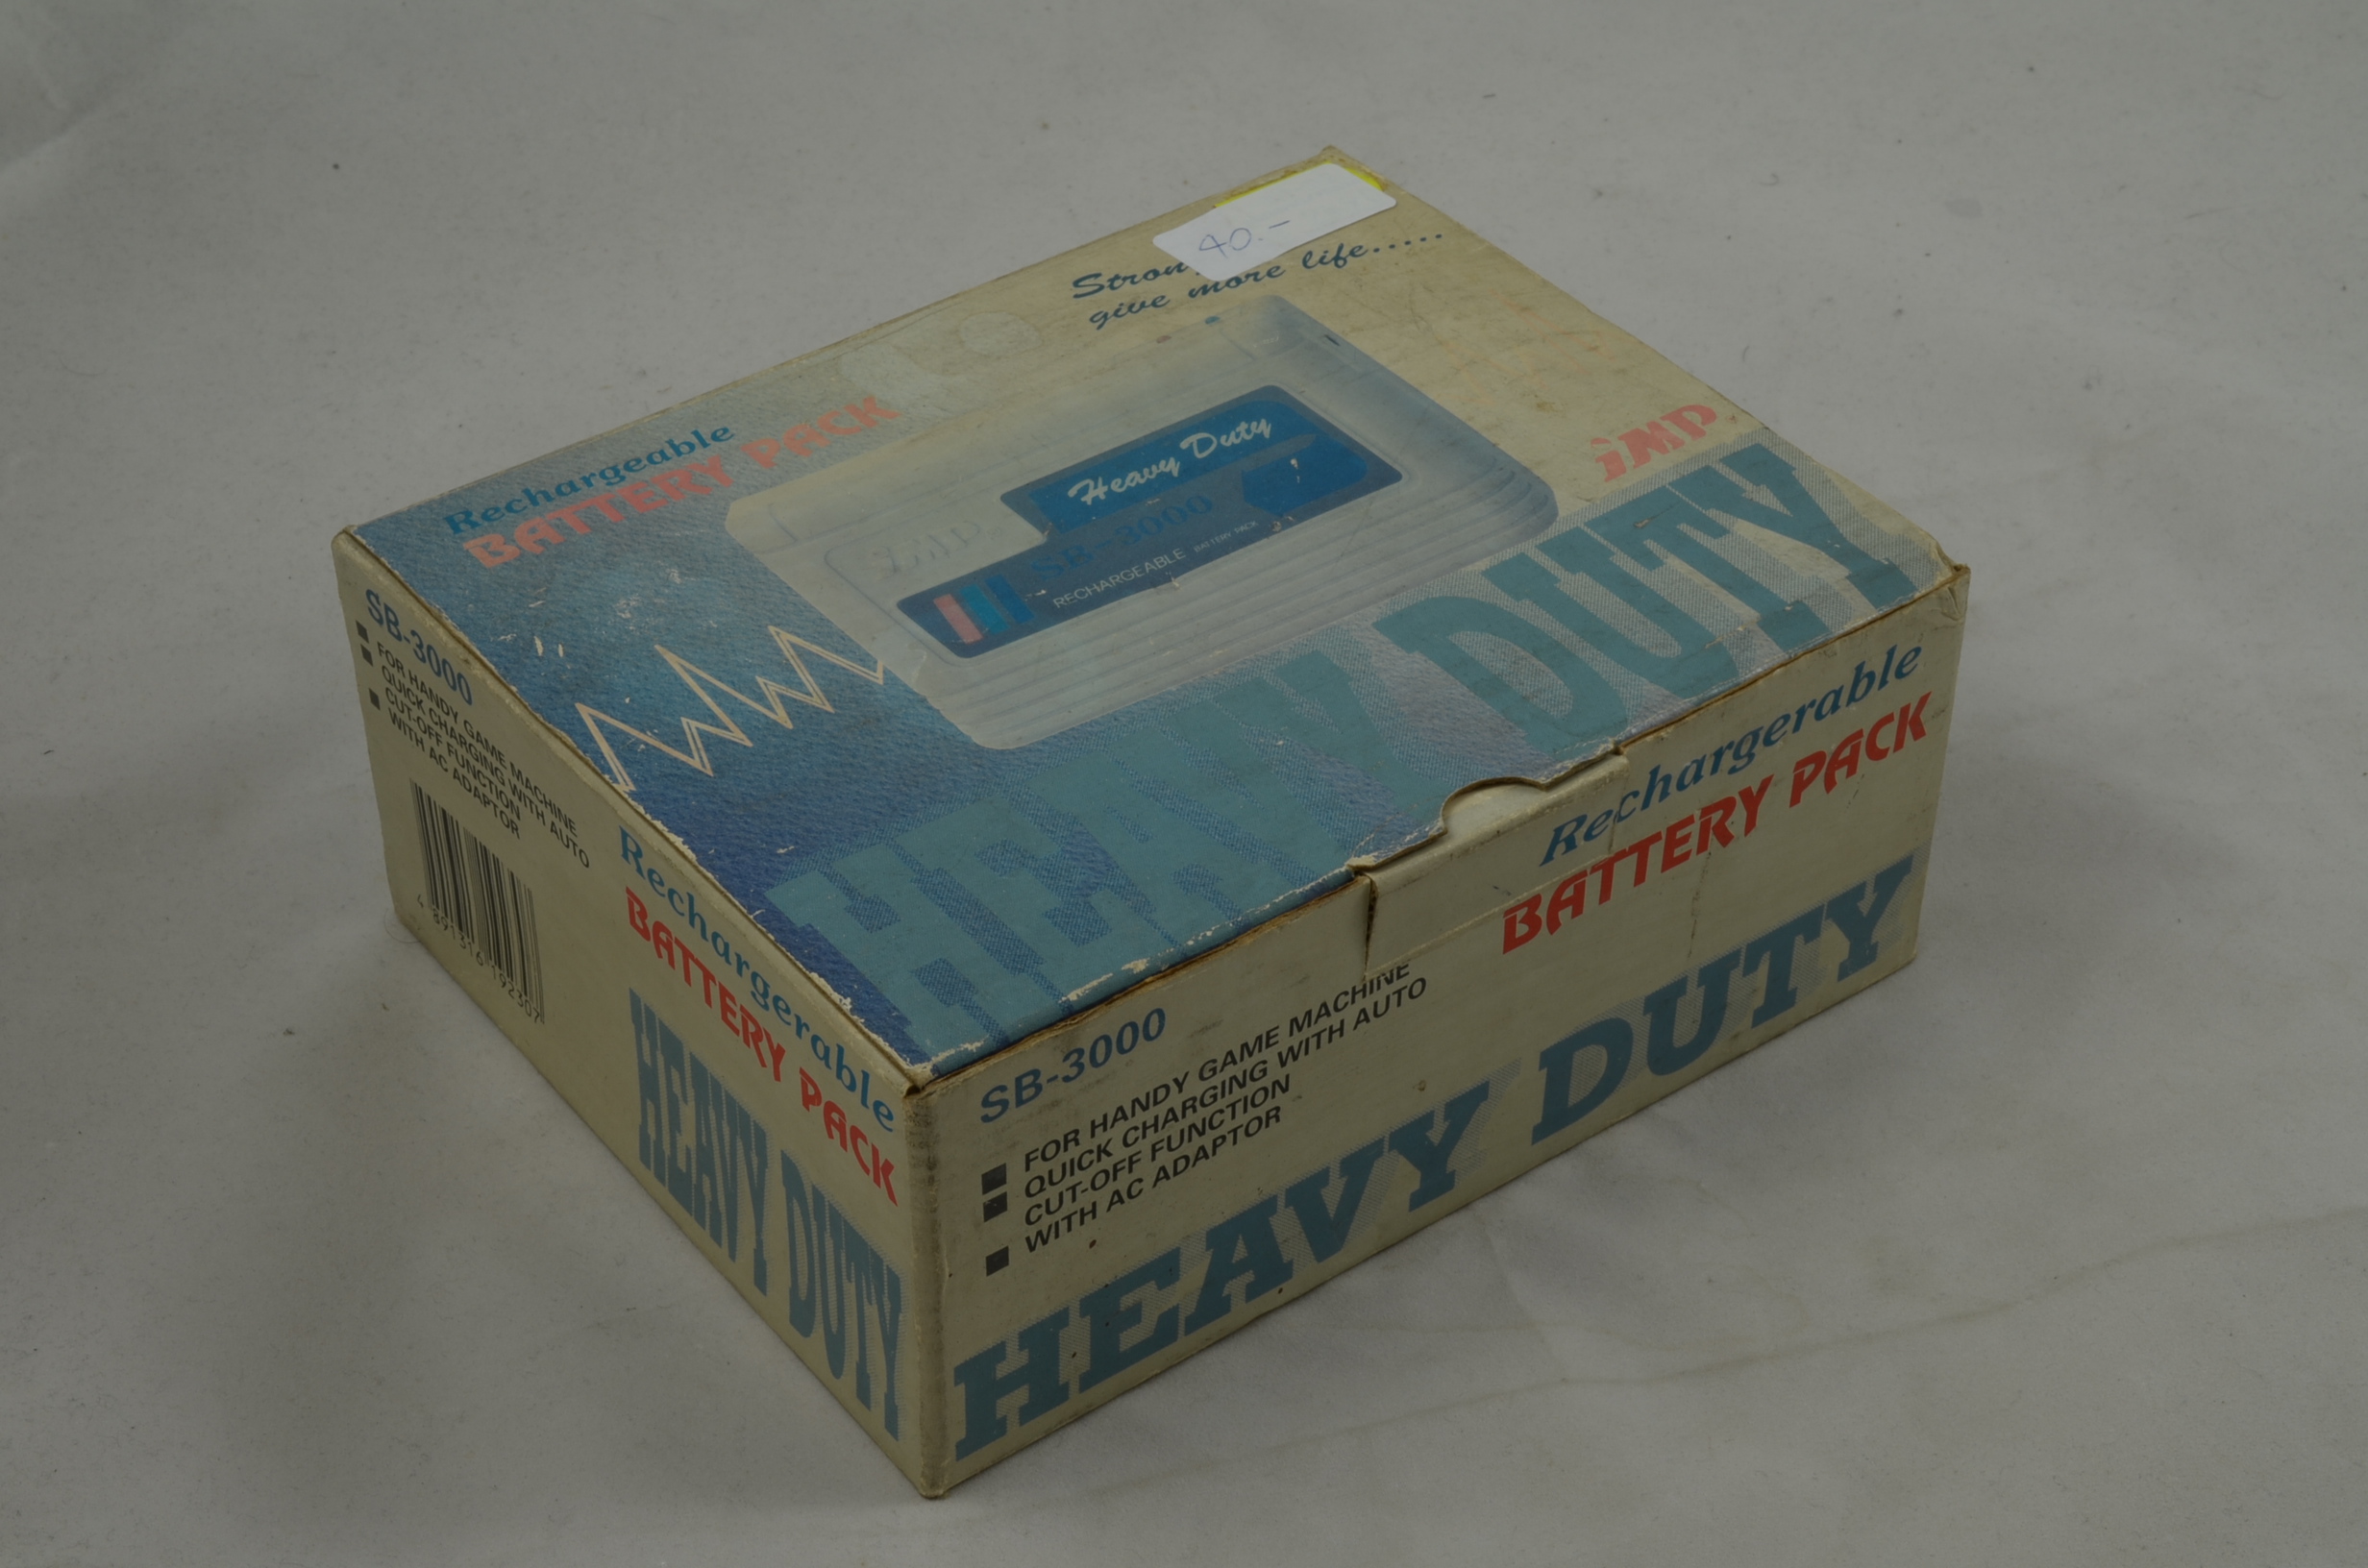 40.-
give more life.....
Rechargeable
BATTERY PACK
iMP
Heavy Duty
SB-3000
RECHARGEABLE BATTERY PACK
HEAVY DUTY
SB-3000
■ FOR HANDY GAME MACHINE
■ QUICK CHARGING WITH AUTO
CUT-OFF FUNCTION
■ WITH AC ADAPTOR
4 891316 192307
Rechargerable
BATTERY PACK
HEAVY DUTY
Rechargerable
BATTERY PACK
SB-3000
■ FOR HANDY GAME MACHINE
■ QUICK CHARGING WITH AUTO
CUT-OFF FUNCTION
■ WITH AC ADAPTOR
HEAVY DUTY